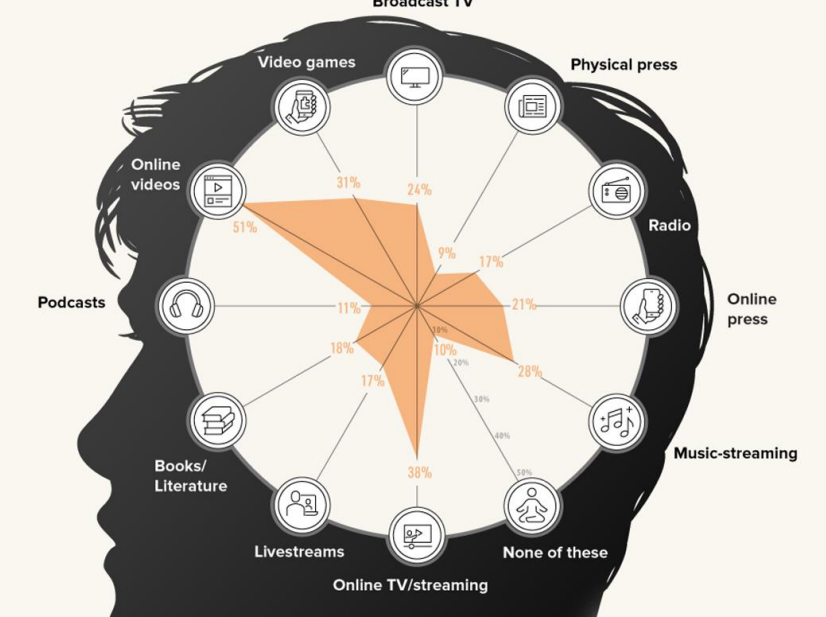 Broadcast TV
Video games
Physical press
Online
videos
31%
24%
51%
9%
17%
Radio
Podcasts
11%
21%
Online
press
18%
10%
10%
20%
28%
17%
30%
40%
38%
50%
Books/
Literature
Music-streaming
Livestreams
None of these
Online TV/streaming